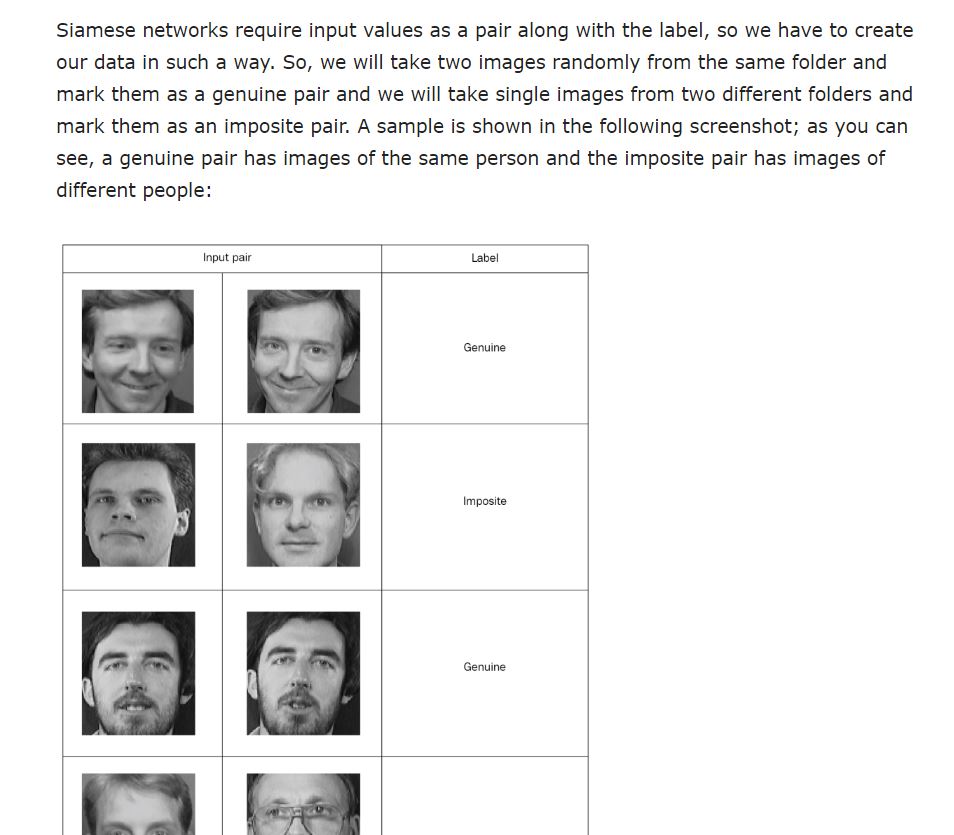 Siamese networks require input values as a pair along with the label, so we have to create
our data in such a way. So, we will take two images randomly from the same folder and
mark them as a genuine pair and we will take single images from two different folders and
mark them as an imposite pair. A sample is shown in the following screenshot; as you can
see, a genuine pair has images of the same person and the imposite pair has images of
different people:
Input pair Label
Genuine
Imposite
Genuine